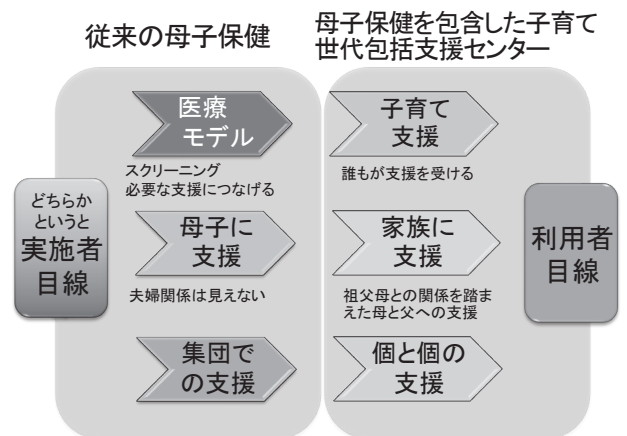 従来の母子保健
母子保健を包含した子育て
世代包括支援センター
どちらか
というと
実施者
目線
医療
モデル
スクリーニング
必要な支援につなげる
母子に
支援
夫婦関係は見えない
集団で
の支援
子育て
支援
誰もが支援を受ける
家族に
支援
祖父母との関係を踏ま
えた母と父への支援
個と個の
支援
利用者
目線